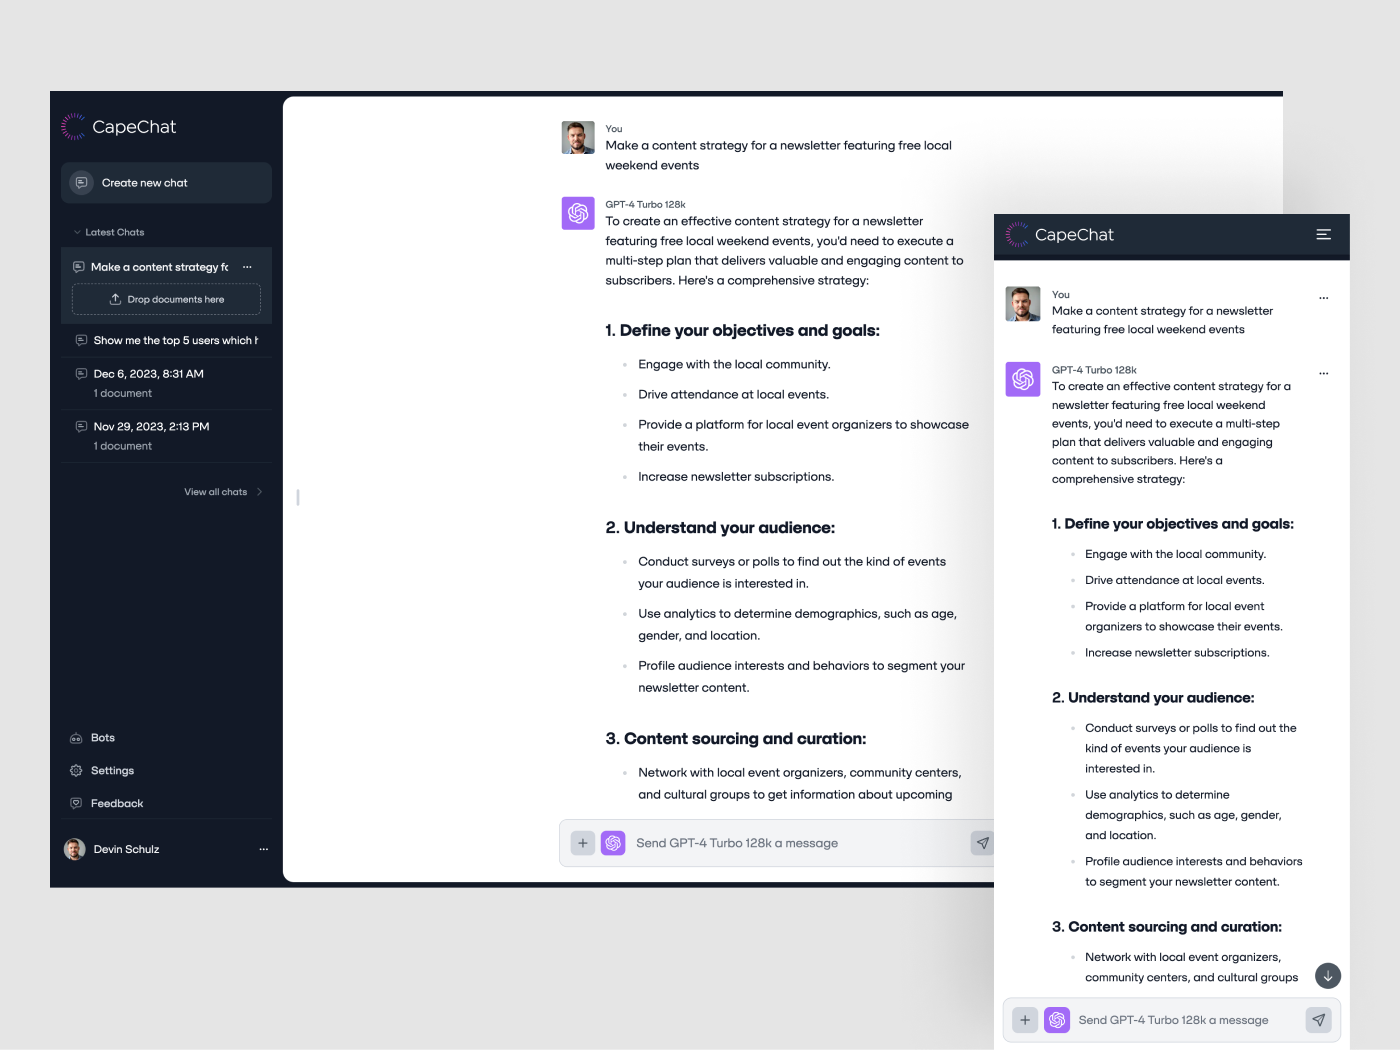 CapeChat
Create new chat
Latest Chats
Make a content strategy fo
Drop documents here
Show me the top 5 users which h
Dec 6, 2023, 8:31 AM
1 document
Nov 29, 2023, 2:13 PM
1 document
View all chats
Bots
Settings
Feedback
Devin Schulz
You
Make a content strategy for a newsletter featuring free local
weekend events
GPT-4 Turbo 128k
To create an effective content strategy for a newsletter
featuring free local weekend events, you'd need to execute a
multi-step plan that delivers valuable and engaging content to
subscribers. Here's a comprehensive strategy:
1. Define your objectives and goals:
Engage with the local community.
Drive attendance at local events.
Provide a platform for local event organizers to showcase
their events.
Increase newsletter subscriptions.
2. Understand your audience:
Conduct surveys or polls to find out the kind of events
your audience is interested in.
Use analytics to determine demographics, such as age,
gender, and location.
Profile audience interests and behaviors to segment your
newsletter content.
3. Content sourcing and curation:
Network with local event organizers, community centers,
and cultural groups to get information about upcoming
Send GPT-4 Turbo 128k a message
CapeChat
You
Make a content strategy for a newsletter
featuring free local weekend events
GPT-4 Turbo 128k
To create an effective content strategy for a
newsletter featuring free local weekend
events, you'd need to execute a multi-step
plan that delivers valuable and engaging
content to subscribers. Here's a
comprehensive strategy:
1. Define your objectives and goals:
Engage with the local community.
Drive attendance at local events.
Provide a platform for local event
organizers to showcase their events.
Increase newsletter subscriptions.
2. Understand your audience:
Conduct surveys or polls to find out the
kind of events your audience is
interested in.
Use analytics to determine
demographics, such as age, gender,
and location.
Profile audience interests and behaviors
to segment your newsletter content.
3. Content sourcing and curation:
Network with local event organizers,
community centers, and cultural groups
Send GPT-4 Turbo 128k a message